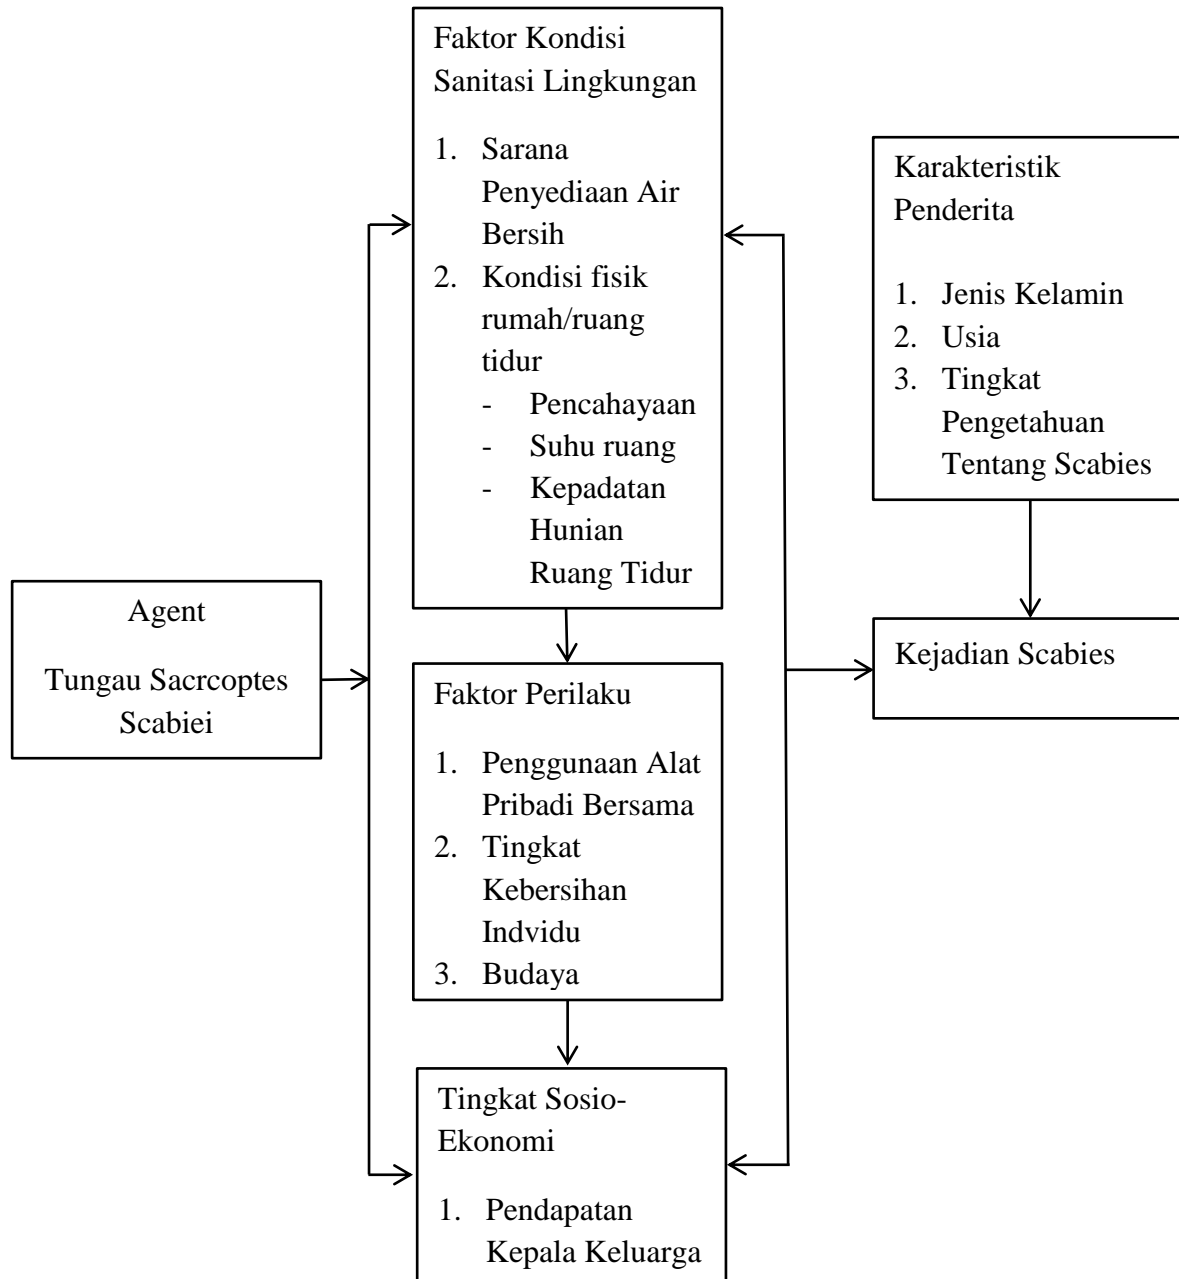 Faktor Kondisi
Sanitasi Lingkungan
1. Sarana
Penyediaan Air
Bersih
2. Kondisi fisik
rumah/ruang
tidur
- Pencahayaan
- Suhu ruang
- Kepadatan
Hunian
Ruang Tidur
Karakteristik
Penderita
1. Jenis Kelamin
2. Usia
3. Tingkat
Pengetahuan
Tentang Scabies
Agent
Tungau Sacrcoptes
Scabiei
Kejadian Scabies
Faktor Perilaku
1. Penggunaan Alat
Pribadi Bersama
2. Tingkat
Kebersihan
Indvidu
3. Budaya
Tingkat Sosio-
Ekonomi
1. Pendapatan
Kepala Keluarga